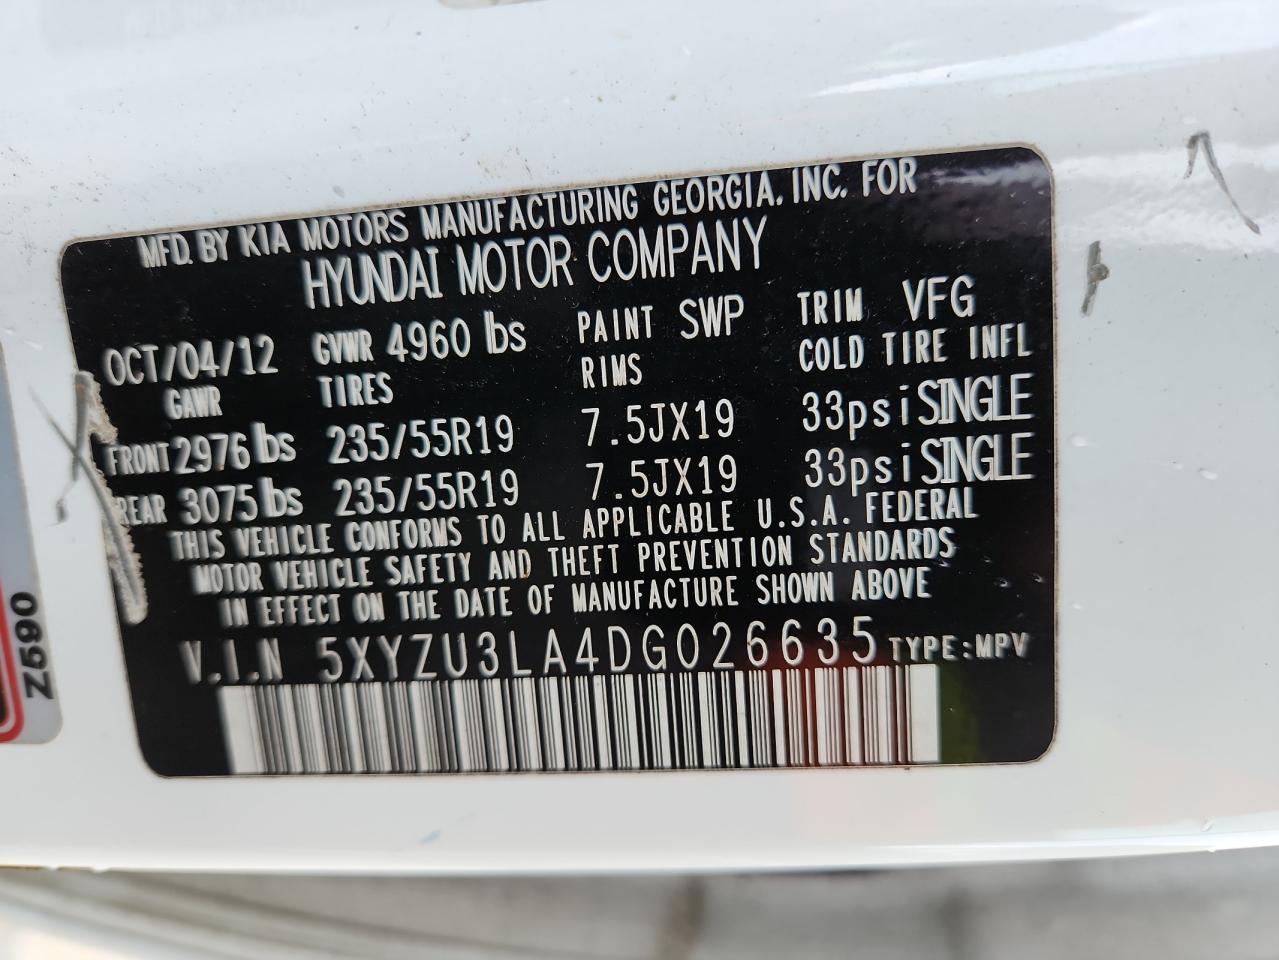 MFD. BY KIA MOTORS MANUFACTURING GEORGIA, INC. FOR
HYUNDAI MOTOR COMPANY
OCT/04/12 GVWR 4960 lbs PAINT SWP TRIM VFG
GAWR TIRES RIMS COLD TIRE INFL
FRONT 2976 lbs 235/55R19 7.5JX19 33psi SINGLE
REAR 3075 lbs 235/55R19 7.5JX19 33psi SINGLE
THIS VEHICLE CONFORMS TO ALL APPLICABLE U.S.A. FEDERAL
MOTOR VEHICLE SAFETY AND THEFT PREVENTION STANDARDS
IN EFFECT ON THE DATE OF MANUFACTURE SHOWN ABOVE
V.I.N 5XYZU3LA4DG026635 TYPE:MPV
Z590